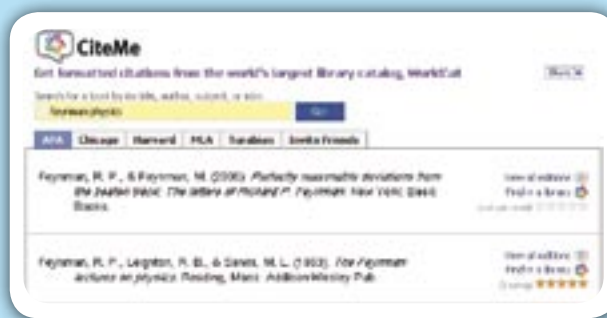 CiteMe
Get formatted citations from the world's largest library catalog, WorldCat
Share
Search for a book by its title, author, subject, or ISBN
feynman physics
Go!
APA Chicago Harvard MLA Turabian Invite Friends
Feynman, R. P., & Feynman, M. (2005). Perfectly reasonable deviations from
the beaten track: The letters of Richard P. Feynman. New York: Basic
Books.
View all editions
Find in a library
Feynman, R. P., Leighton, R. B., & Sands, M. L. (1963). The Feynman
lectures on physics. Reading, Mass: Addison-Wesley Pub.
View all editions
Find in a library